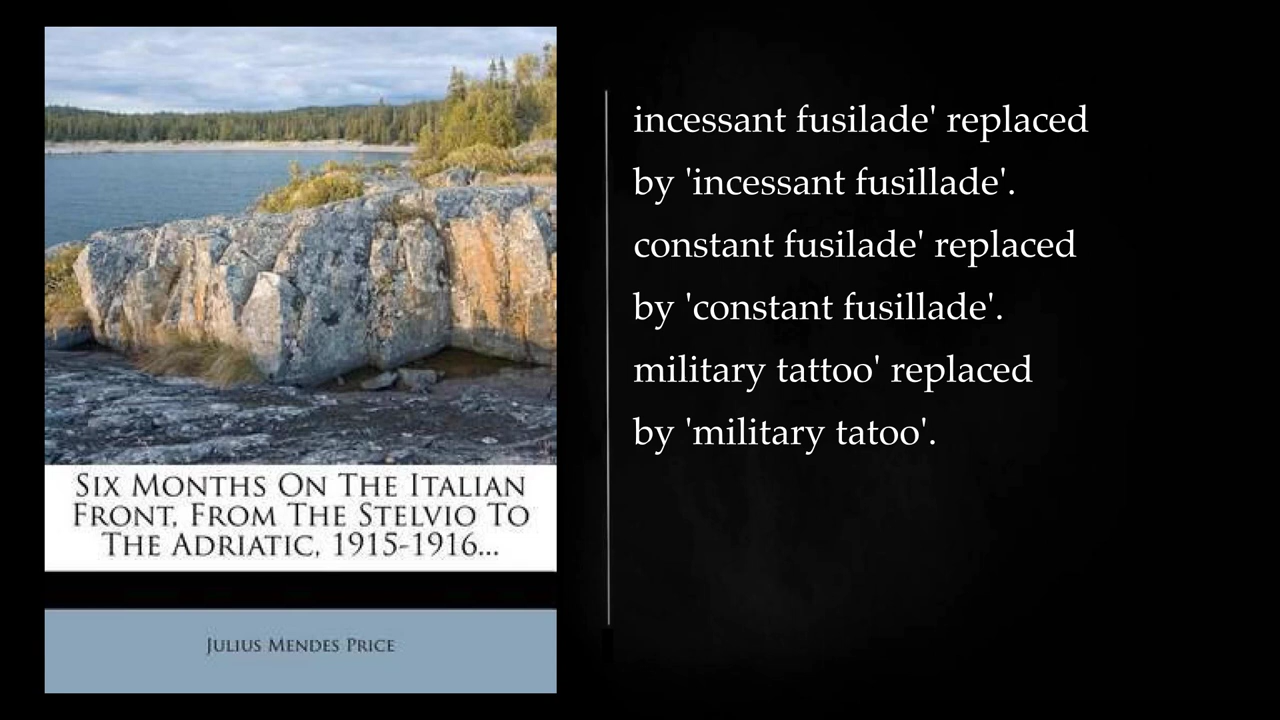 Six Months On The Italian
Front, From The Stelvio To
The Adriatic, 1915-1916...
Julius Mendes Price
incessant fusilade' replaced
by 'incessant fusillade'.
constant fusilade' replaced
by 'constant fusillade'.
military tattoo' replaced
by 'military tatoo'.